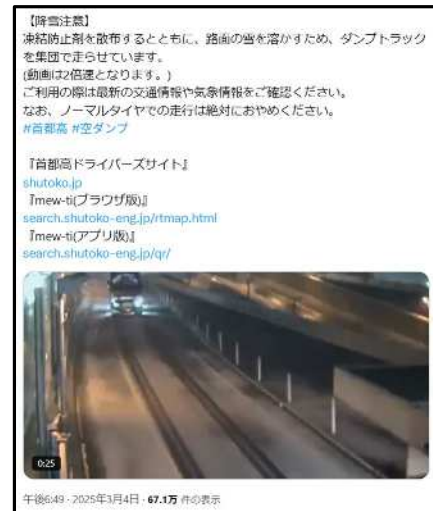 【降雪注意】
凍結防止剤を散布するとともに、路面の雪を溶かすため、ダンプトラック
を集団で走らせています。
(動画は2倍速となります。)
ご利用の際は最新の交通情報や気象情報をご確認ください。
なお、ノーマルタイヤでの走行は絶対におやめください。
#首都高 #空ダンプ
『首都高ドライバーズサイト』
shutoko.jp
『mew-ti(ブラウザ版)』
search.shutoko-eng.jp/rtmap.html
『mew-ti(アプリ版)』
search.shutoko-eng.jp/qr/
0:25
午後6:49 · 2025年3月4日 · 67.1万 件の表示